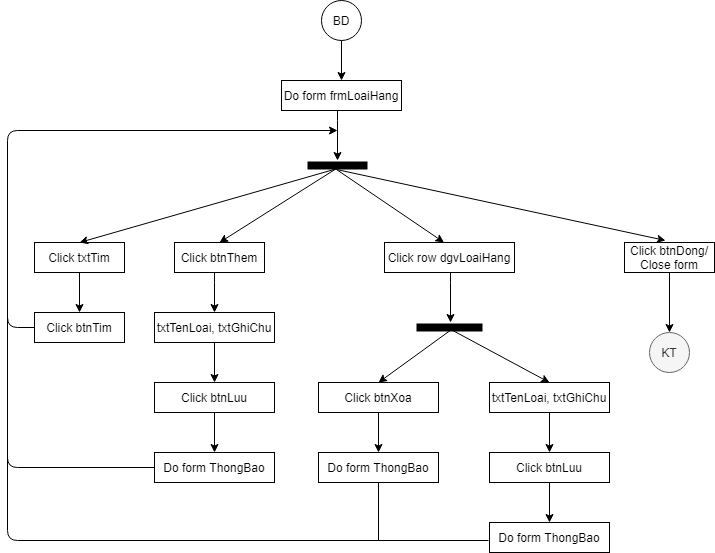 BD
Do form frmLoaiHang
Click txtTim
Click btnThem
Click row dgvLoaiHang
Click btnDong/
Close form
Click btnTim
txtTenLoai, txtGhiChu
KT
Click btnLuu
Click btnXoa
txtTenLoai, txtGhiChu
Do form ThongBao
Do form ThongBao
Click btnLuu
Do form ThongBao